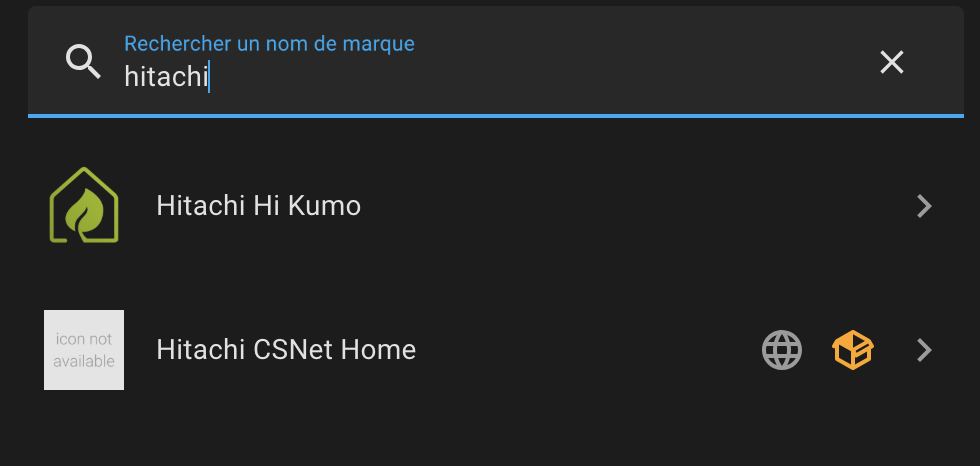 Rechercher un nom de marque
hitachi
Hitachi Hi Kumo
icon not
available
Hitachi CSNet Home